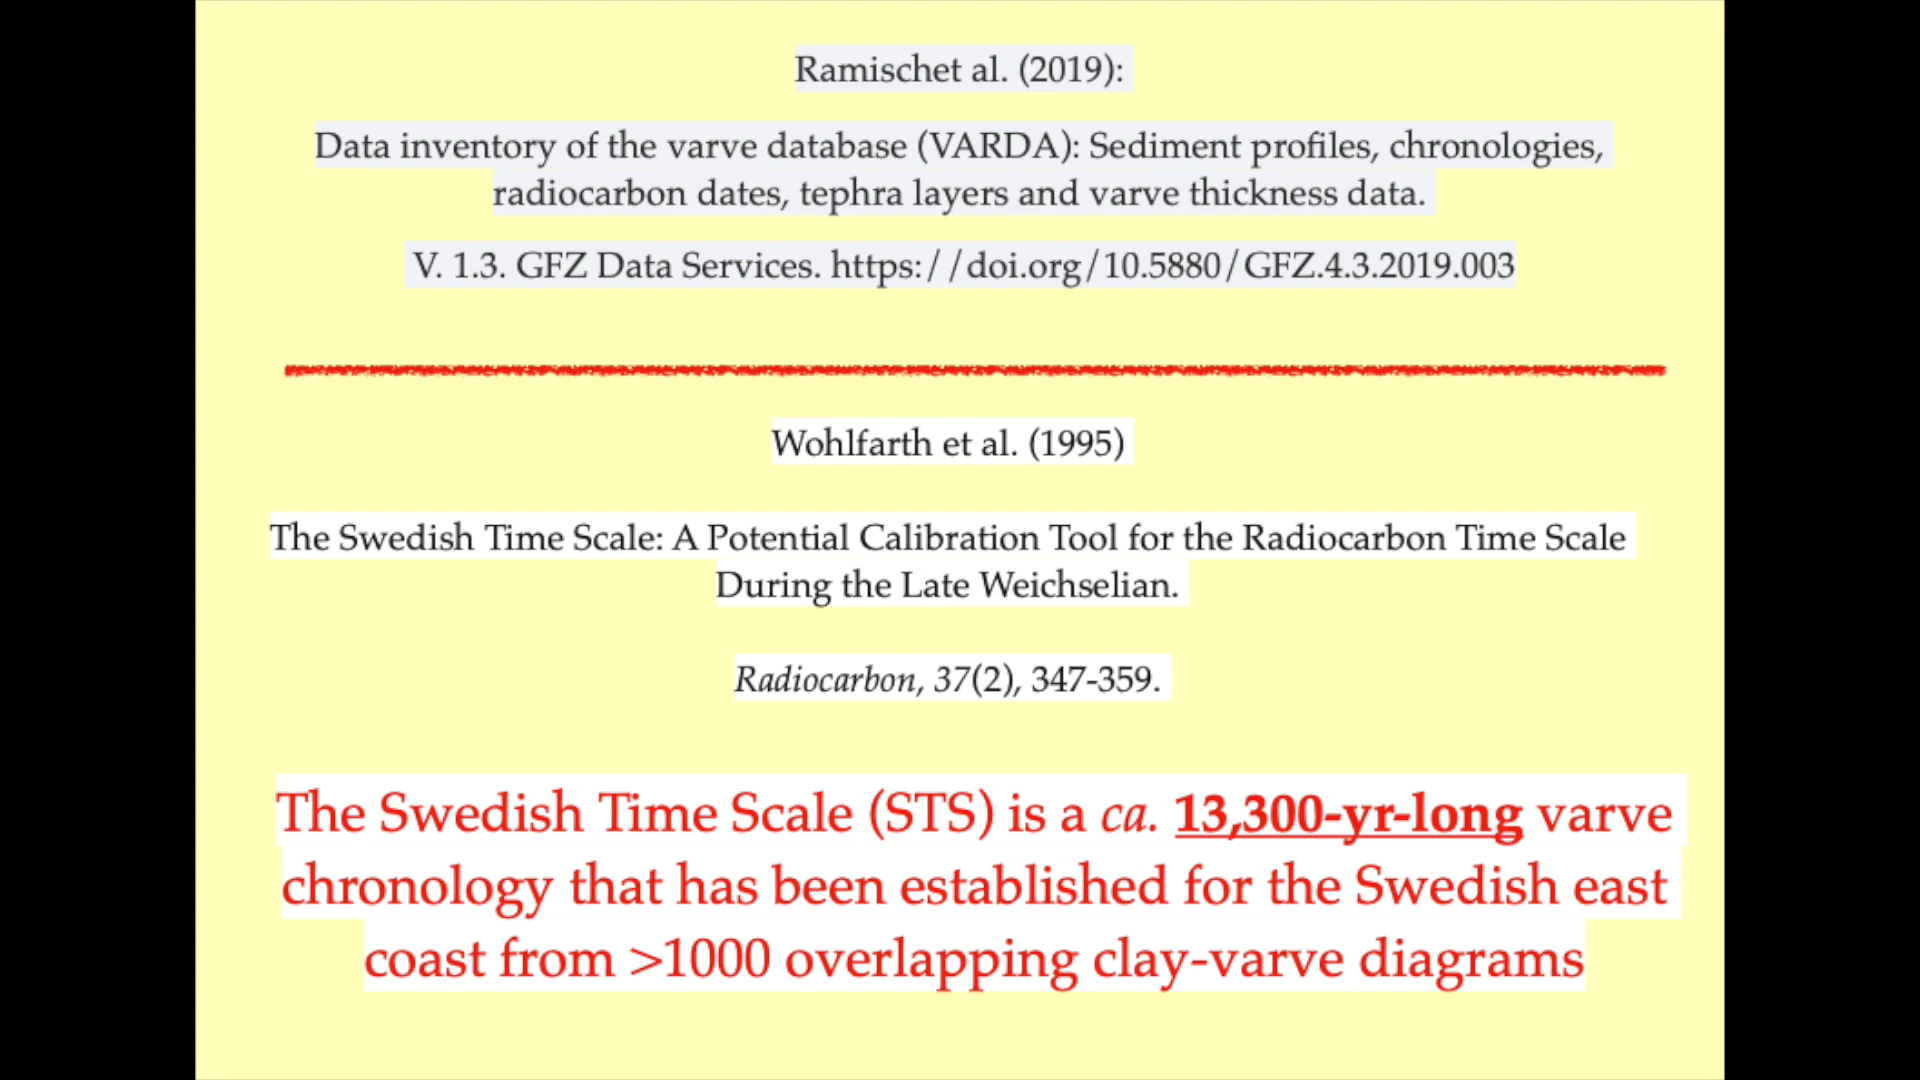 Ramischet al. (2019):
Data inventory of the varve database (VARDA): Sediment profiles, chronologies,
radiocarbon dates, tephra layers and varve thickness data.
V. 1.3. GFZ Data Services. https://doi.org/10.5880/GFZ.4.3.2019.003
Wohlfarth et al. (1995)
The Swedish Time Scale: A Potential Calibration Tool for the Radiocarbon Time Scale
During the Late Weichselian.
Radiocarbon, 37(2), 347-359.
The Swedish Time Scale (STS) is a ca. 13,300-yr-long varve
chronology that has been established for the Swedish east
coast from >1000 overlapping clay-varve diagrams